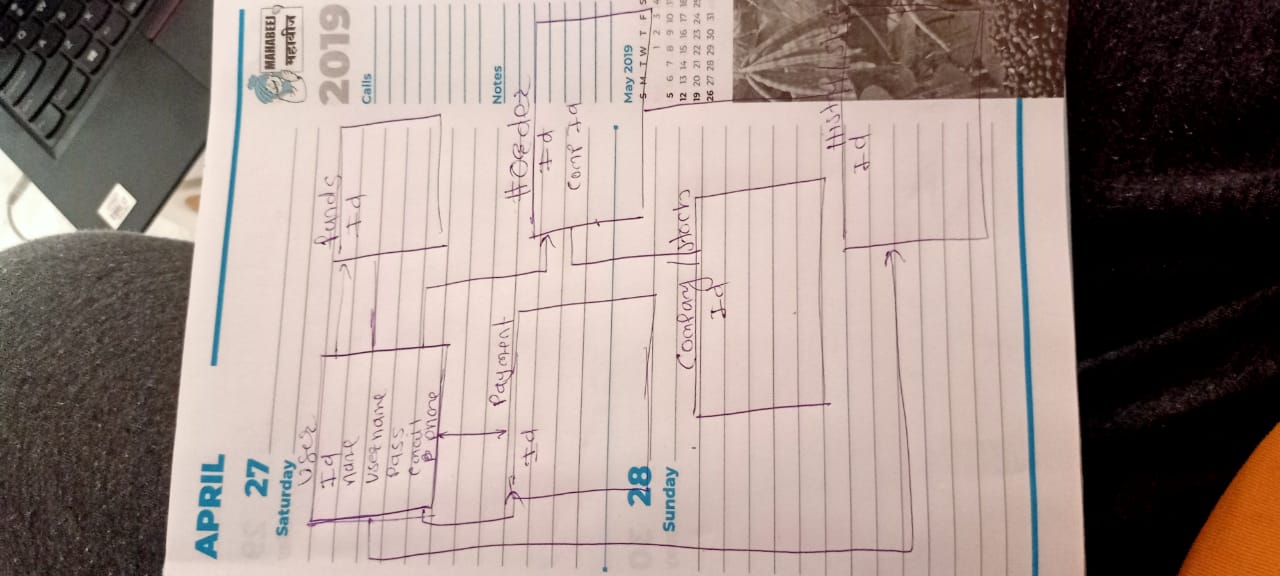 APRIL
27
Saturday
User
Id
name
username
pass
email
phone
funds
Id
Payment
Id
Id
Comp Id
28
Sunday
Company / stocks
Id
Id
MAHABEEJ
महाबीज
2019
Calls
Notes
May 2019
S M T W T F S
1 2 3 4
5 6 7 8 9 10 11
12 13 14 15 16 17 18
19 20 21 22 23 24 25
26 27 28 29 30 31